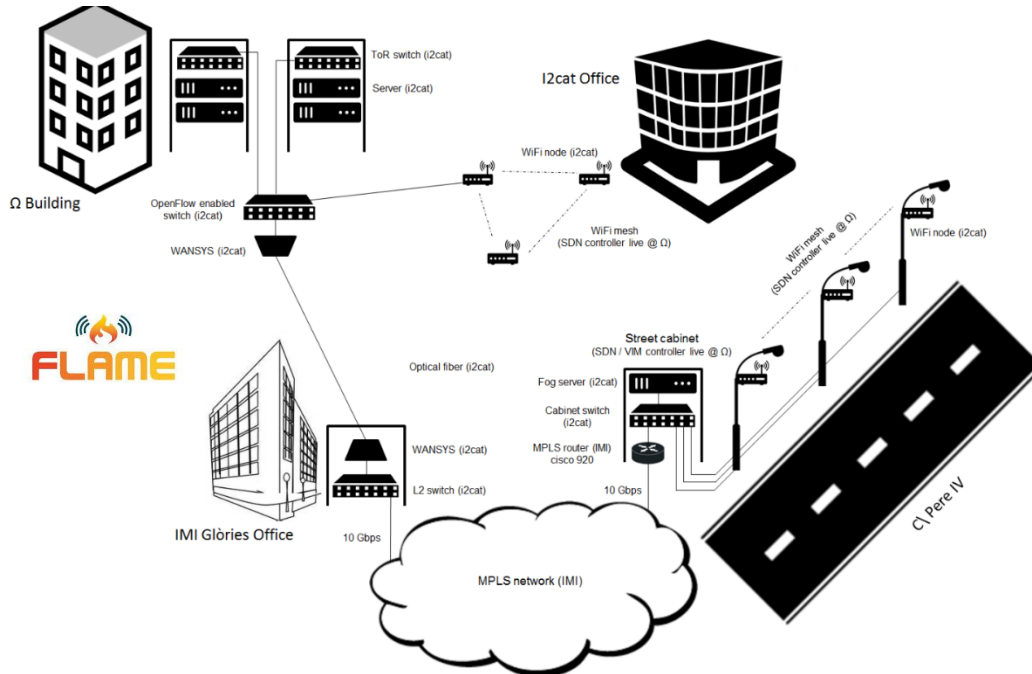 ToR switch (i2cat)
Server (i2cat)
I2cat Office
Ω Building
OpenFlow enabled
switch (i2cat)
WANSYS (i2cat)
WiFi node (i2cat)
WiFi mesh
(SDN controller live @ Ω)
WiFi mesh
(SDN controller live @ Ω)
WiFi node (i2cat)
FLAME
Optical fiber (i2cat)
Street cabinet
(SDN / VIM controller live @ Ω)
Fog server (i2cat)
Cabinet switch
(i2cat)
MPLS router (IMI)
cisco 920
10 Gbps
WANSYS (i2cat)
L2 switch (i2cat)
IMI Glòries Office
10 Gbps
MPLS network (IMI)
C\ Pere IV